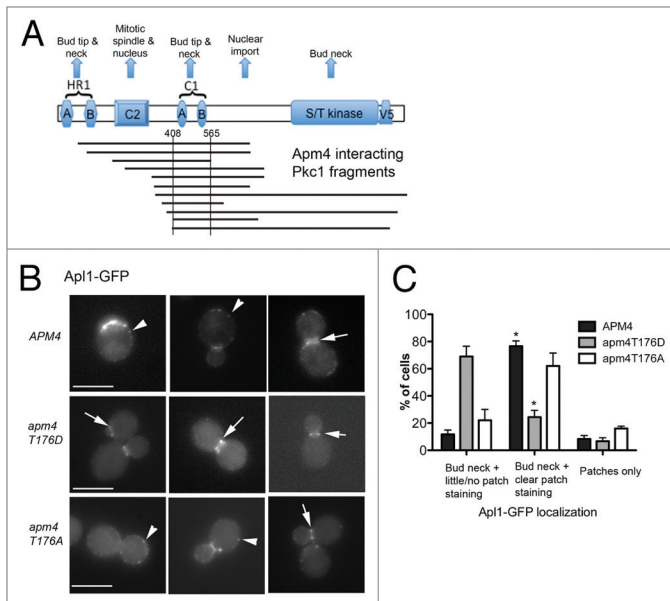 A
Bud tip & neck
Mitotic spindle & nucleus
Bud tip & neck
Nuclear import
Bud neck
HR1
C1
A B C2 A B S/T kinase V5
408 565
Apm4 interacting
Pkc1 fragments
B
Apl1-GFP
APM4
apm4
T176D
apm4
T176A
C
% of cells
100
80
60
40
20
0
*
*
APM4
apm4T176D
apm4T176A
Bud neck +
little/no patch
staining
Bud neck +
clear patch
staining
Patches only
Apl1-GFP localization